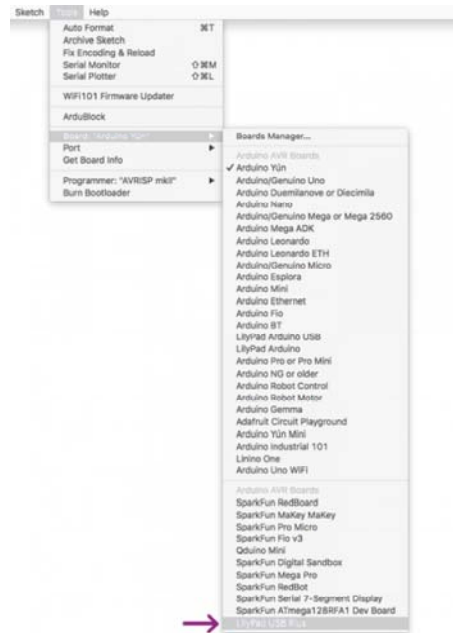 Sketch Tools Help
Auto Format ⌘T
Archive Sketch
Fix Encoding & Reload
Serial Monitor ⇧⌘M
Serial Plotter ⇧⌘L
WiFi101 Firmware Updater
ArduBlock
Board: "Arduino Yún"
Port
Get Board Info
Programmer: "AVRISP mkII"
Burn Bootloader
Boards Manager...
Arduino AVR Boards
✓ Arduino Yún
Arduino/Genuino Uno
Arduino Duemilanove or Diecimila
Arduino Nano
Arduino/Genuino Mega or Mega 2560
Arduino Mega ADK
Arduino Leonardo
Arduino Leonardo ETH
Arduino/Genuino Micro
Arduino Esplora
Arduino Mini
Arduino Ethernet
Arduino Fio
Arduino BT
LilyPad Arduino USB
LilyPad Arduino
Arduino Pro or Pro Mini
Arduino NG or older
Arduino Robot Control
Arduino Robot Motor
Arduino Gemma
Adafruit Circuit Playground
Arduino Yún Mini
Arduino Industrial 101
Linino One
Arduino Uno WiFi
Arduino AVR Boards
SparkFun RedBoard
SparkFun MaKey MaKey
SparkFun Pro Micro
SparkFun Fio v3
Qduino Mini
SparkFun Digital Sandbox
SparkFun Mega Pro
SparkFun RedBot
SparkFun Serial 7-Segment Display
SparkFun ATmega128RFA1 Dev Board
LilyPad USB Plus